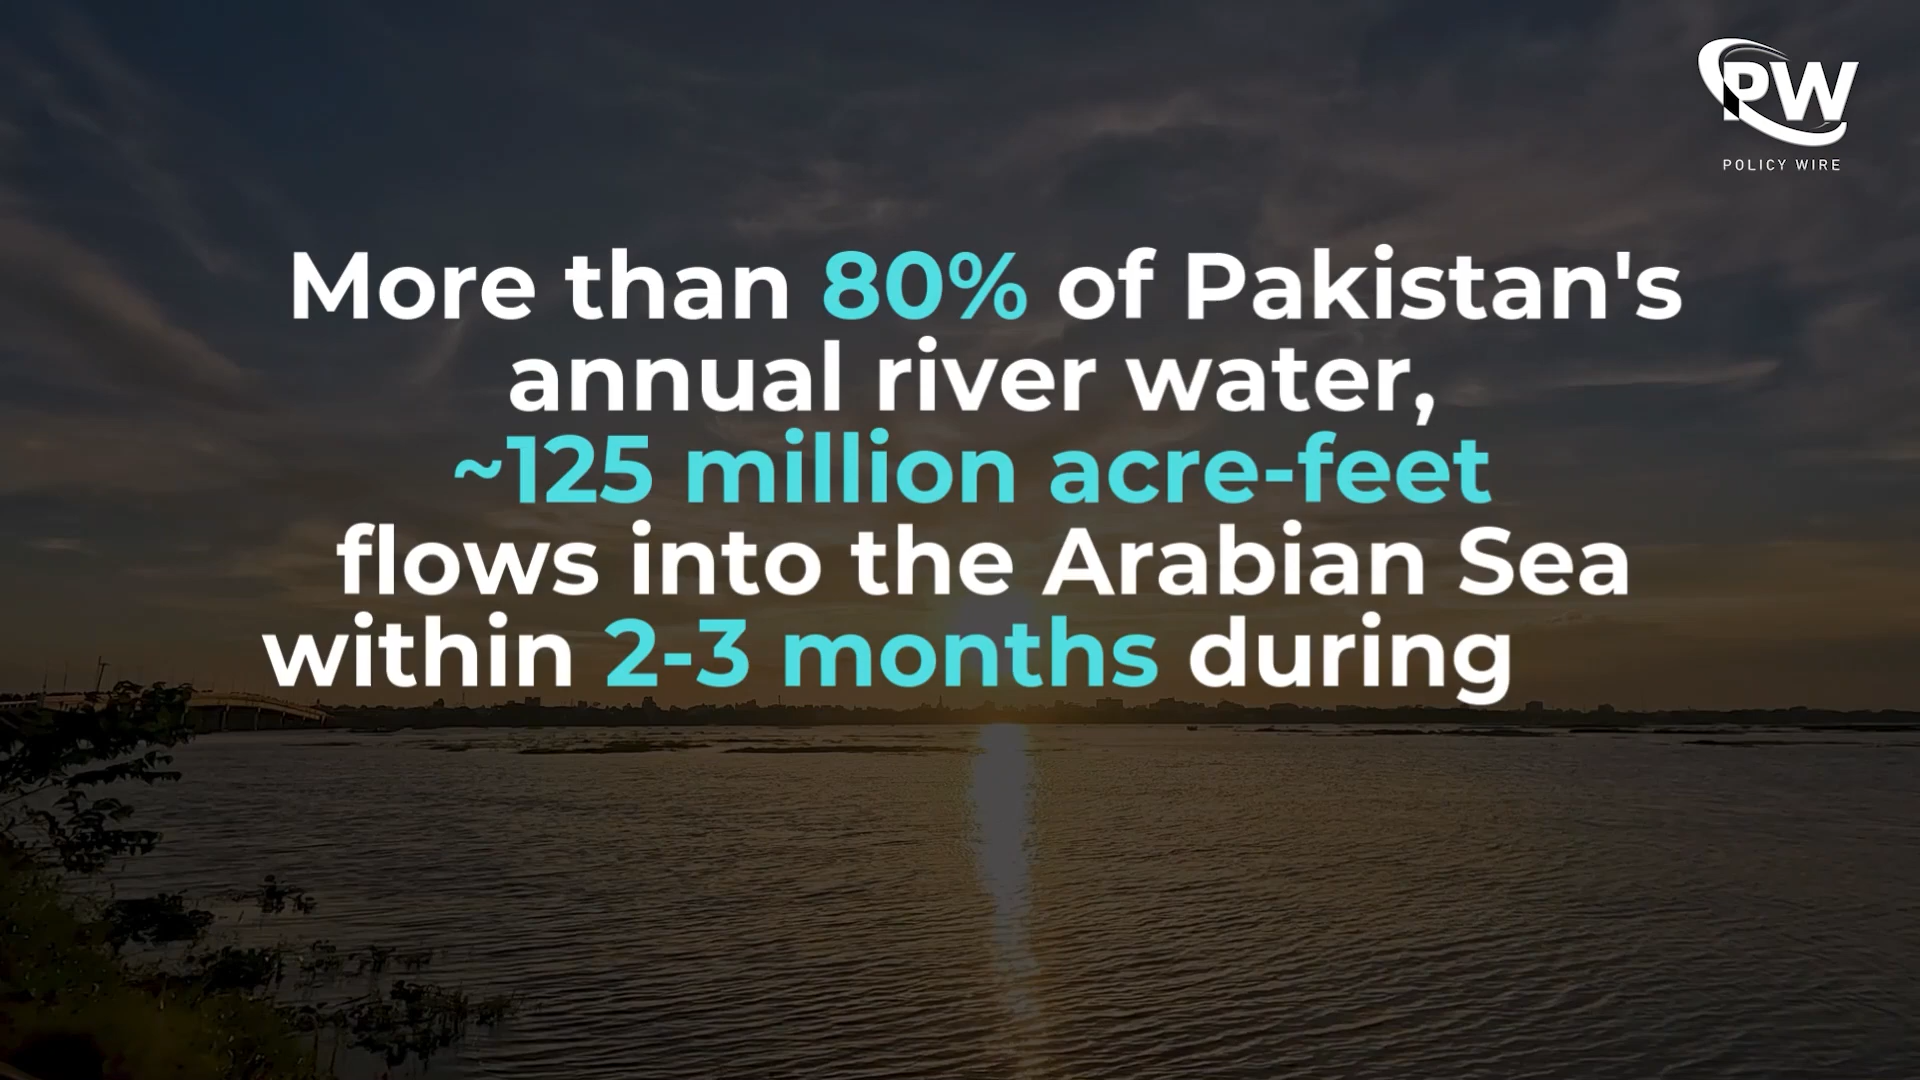 PW
POLICY WIRE
More than 80% of Pakistan's
annual river water,
~125 million acre-feet
flows into the Arabian Sea
within 2-3 months during